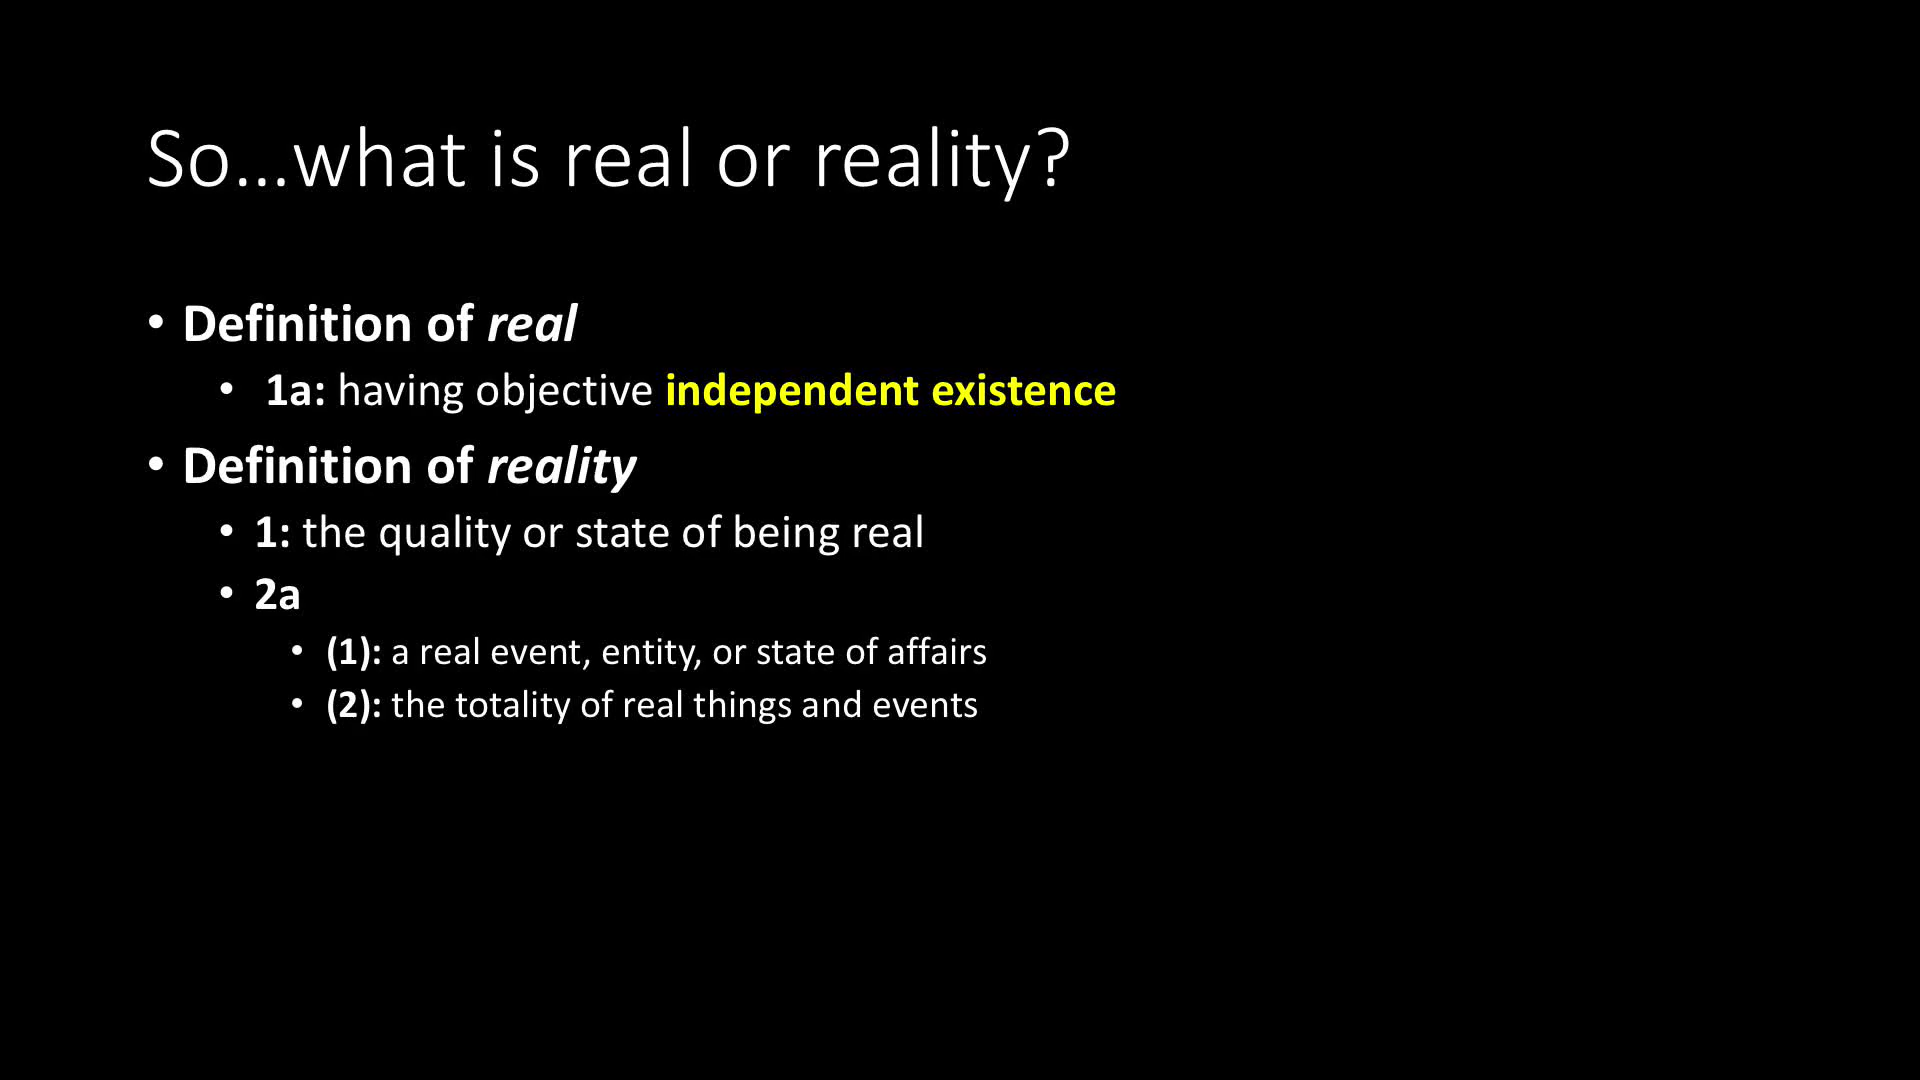 So...what is real or reality?
• Definition of real
• 1a: having objective independent existence
• Definition of reality
• 1: the quality or state of being real
• 2a
• (1): a real event, entity, or state of affairs
• (2): the totality of real things and events